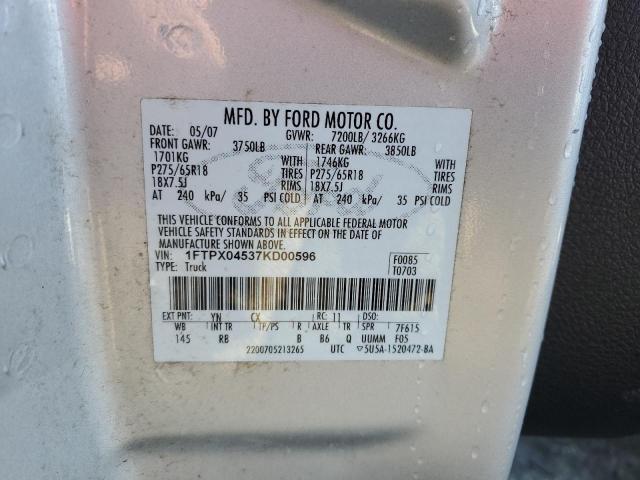 MFD. BY FORD MOTOR CO.
DATE: 05/07 GVWR: 7200LB/ 3266KG
FRONT GAWR: 3750LB REAR GAWR: 3850LB
1701KG WITH 1746KG WITH
P275/65R18 TIRES P275/65R18 TIRES
18X7.5J RIMS 18X7.5J RIMS
AT 240 kPa/ 35 PSI COLD AT 240 kPa/ 35 PSI COLD
THIS VEHICLE CONFORMS TO ALL APPLICABLE FEDERAL MOTOR
VEHICLE SAFETY STANDARDS IN EFFECT ON THE DATE OF
MANUFACTURE SHOWN ABOVE.
VIN: 1FTPX04537KD00596 F0085
TYPE: Truck T0703
EXT PNT: YN CX RC: 11 DSO:
WB INT TR TP/PS R AXLE TR SPR 7F615
145 RB B B6 Q UUMM F05
2200705213265 UTC ▽5U5A-1520472-BA
Ford